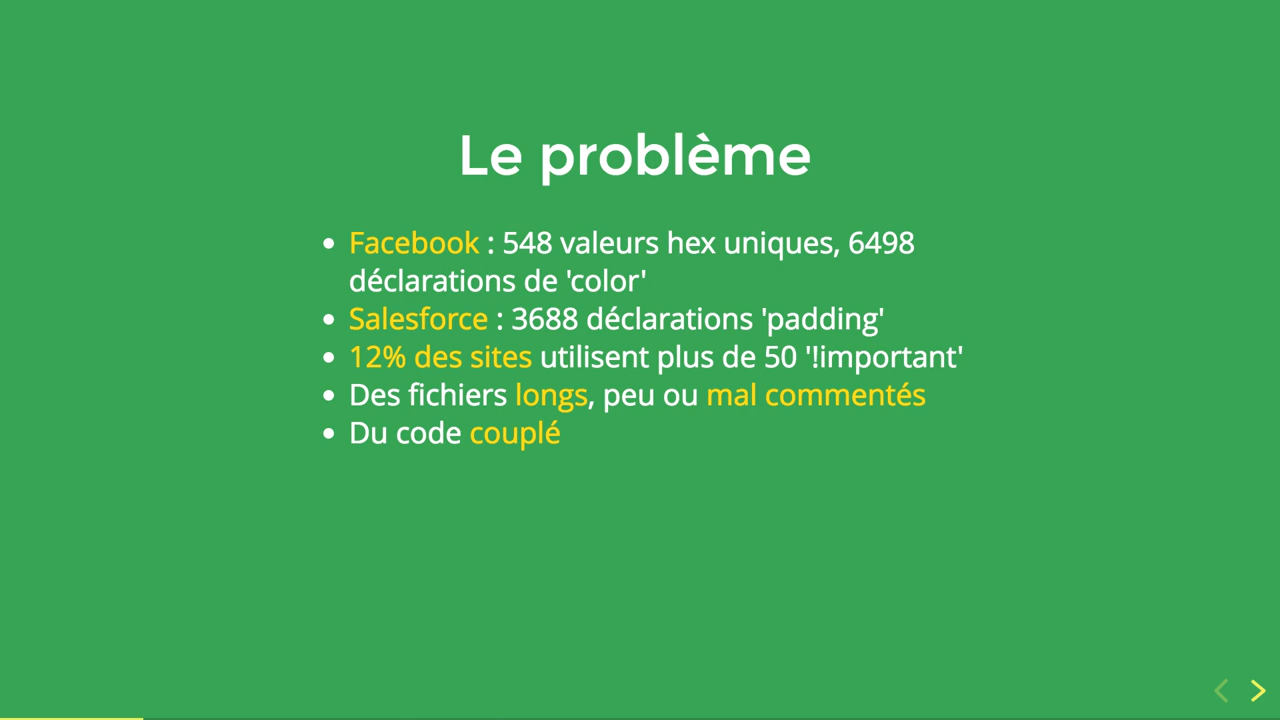 Le problème
• Facebook : 548 valeurs hex uniques, 6498
déclarations de 'color'
• Salesforce : 3688 déclarations 'padding'
• 12% des sites utilisent plus de 50 '!important'
• Des fichiers longs, peu ou mal commentés
• Du code couplé